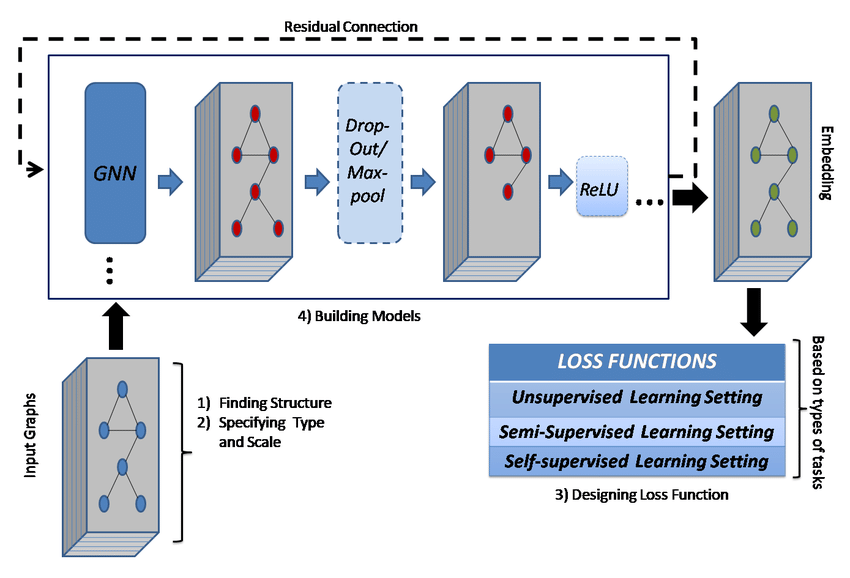 Residual Connection
GNN
Drop-
Out/
Max-
pool
ReLU
Embedding
4) Building Models
Input Graphs
1) Finding Structure
2) Specifying Type
and Scale
LOSS FUNCTIONS
Unsupervised Learning Setting
Semi-Supervised Learning Setting
Self-supervised Learning Setting
Based on
types of tasks
3) Designing Loss Function